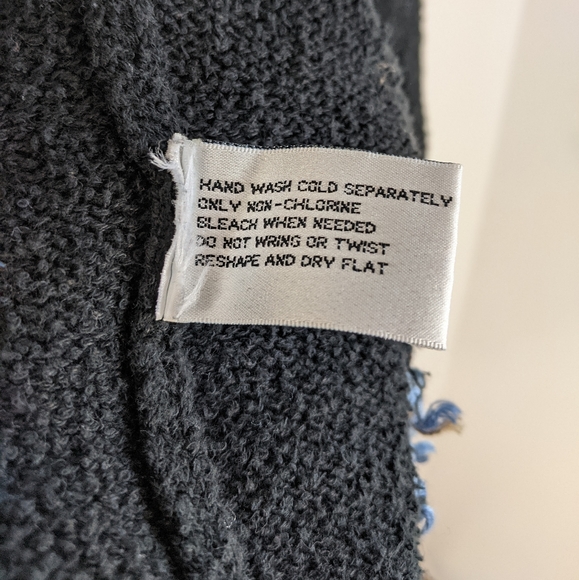 HAND WASH COLD SEPARATELY
ONLY NON-CHLORINE
BLEACH WHEN NEEDED
DO NOT WRING OR TWIST
RESHAPE AND DRY FLAT